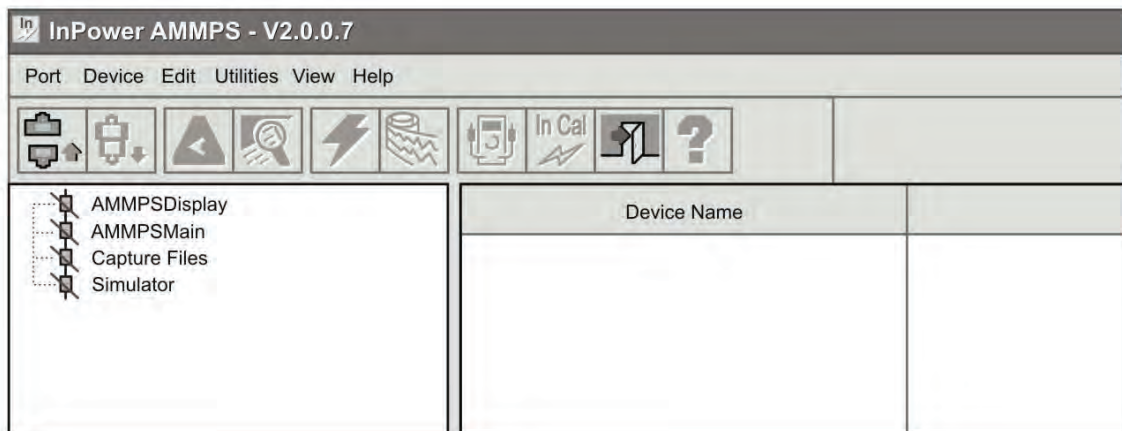 In InPower AMMPS - V2.0.0.7
Port Device Edit Utilities View Help
In Cal ?
AMMPSDisplay
AMMPSMain
Capture Files
Simulator
Device Name